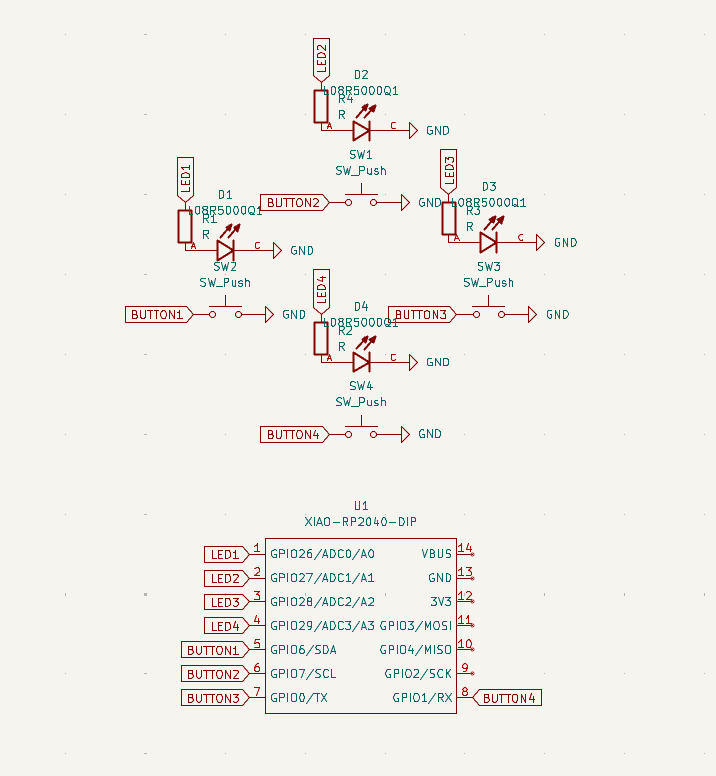 LED2
D2
L08R5000Q1
R4
R
A
C
GND
SW1
SW_Push
BUTTON2
GND
LED1
D1
L08R5000Q1
R1
R
A
C
GND
SW2
SW_Push
BUTTON1
GND
LED3
D3
L08R5000Q1
R3
R
A
C
GND
SW3
SW_Push
BUTTON3
GND
LED4
D4
L08R5000Q1
R2
R
A
C
GND
SW4
SW_Push
BUTTON4
GND
U1
XIAO-RP2040-DIP
LED1 1 GPIO26/ADC0/A0 VBUS 14
LED2 2 GPIO27/ADC1/A1 GND 13
LED3 3 GPIO28/ADC2/A2 3V3 12
LED4 4 GPIO29/ADC3/A3 GPIO3/MOSI 11
BUTTON1 5 GPIO6/SDA GPIO4/MISO 10
BUTTON2 6 GPIO7/SCL GPIO2/SCK 9
BUTTON3 7 GPIO0/TX GPIO1/RX 8 BUTTON4